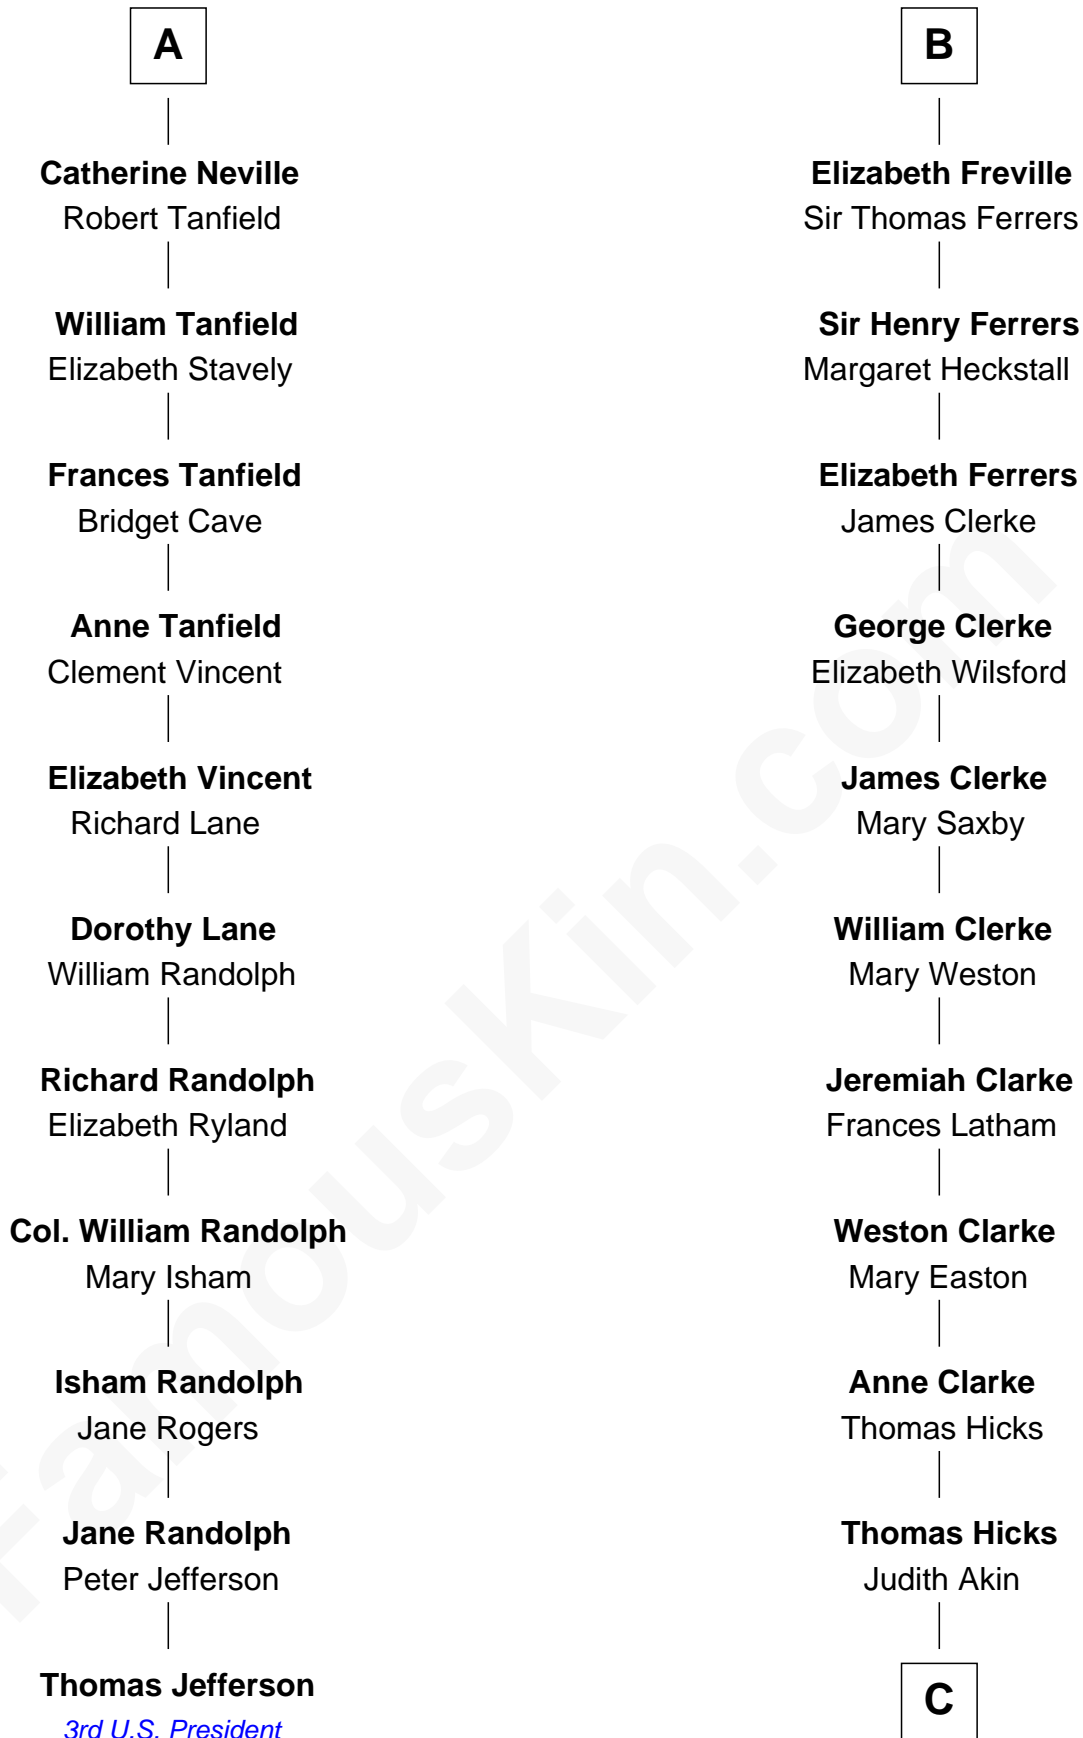 A
Catherine Neville
Robert Tanfield
William Tanfield
Elizabeth Stavely
Frances Tanfield
Bridget Cave
Anne Tanfield
Clement Vincent
Elizabeth Vincent
Richard Lane
Dorothy Lane
William Randolph
Richard Randolph
Elizabeth Ryland
Col. William Randolph
Mary Isham
Isham Randolph
Jane Rogers
Jane Randolph
Peter Jefferson
Thomas Jefferson
3rd U.S. President
B
Elizabeth Freville
Sir Thomas Ferrers
Sir Henry Ferrers
Margaret Heckstall
Elizabeth Ferrers
James Clerke
George Clerke
Elizabeth Wilsford
James Clerke
Mary Saxby
William Clerke
Mary Weston
Jeremiah Clarke
Frances Latham
Weston Clarke
Mary Easton
Anne Clarke
Thomas Hicks
Thomas Hicks
Judith Akin
C
FamousKin.com